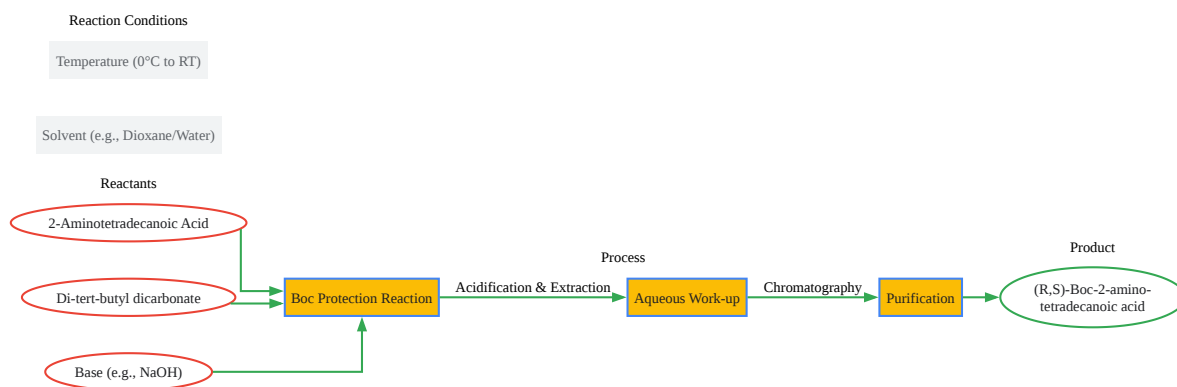 Reaction Conditions
Temperature (0°C to RT)
Solvent (e.g., Dioxane/Water)
Reactants
2-Aminotetradecanoic Acid
Di-tert-butyl dicarbonate
Base (e.g., NaOH)
Boc Protection Reaction
Acidification & Extraction
Process
Aqueous Work-up
Chromatography
Purification
Product
(R,S)-Boc-2-amino-
tetradecanoic acid